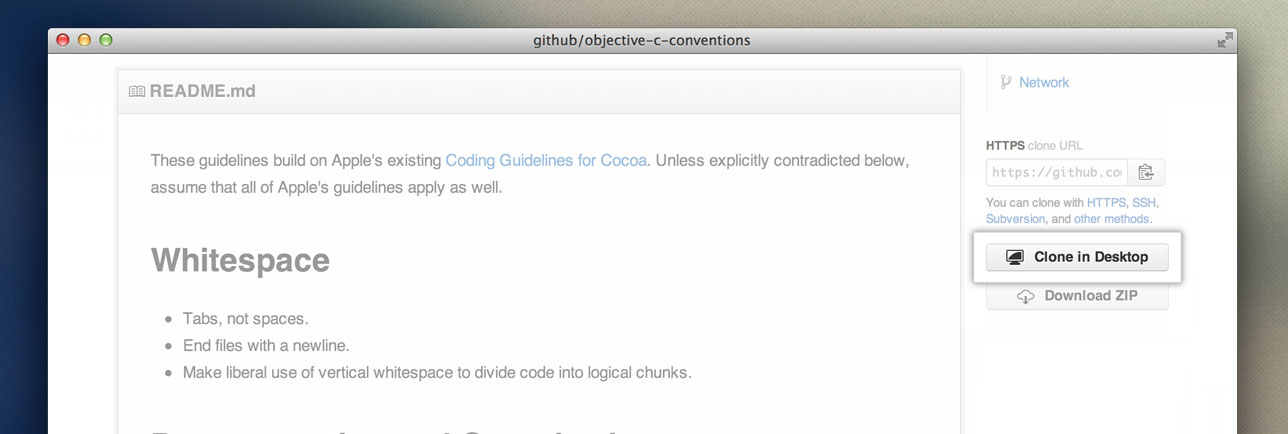 github/objective-c-conventions
README.md
These guidelines build on Apple's existing Coding Guidelines for Cocoa. Unless explicitly contradicted below,
assume that all of Apple's guidelines apply as well.
Whitespace
Tabs, not spaces.
End files with a newline.
Make liberal use of vertical whitespace to divide code into logical chunks.
Network
HTTPS clone URL
https://github.co
You can clone with HTTPS, SSH,
Subversion, and other methods.
Clone in Desktop
Download ZIP